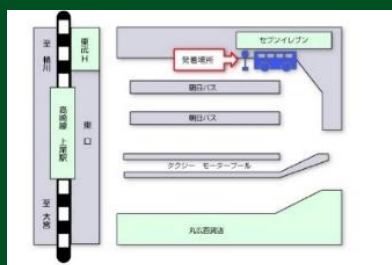 至 桶川
東武H
セブンイレブン
発着場所
朝日バス
高崎線 上尾駅
東 口
朝日バス
タクシー モータープール
至 大宮
丸広百貨店